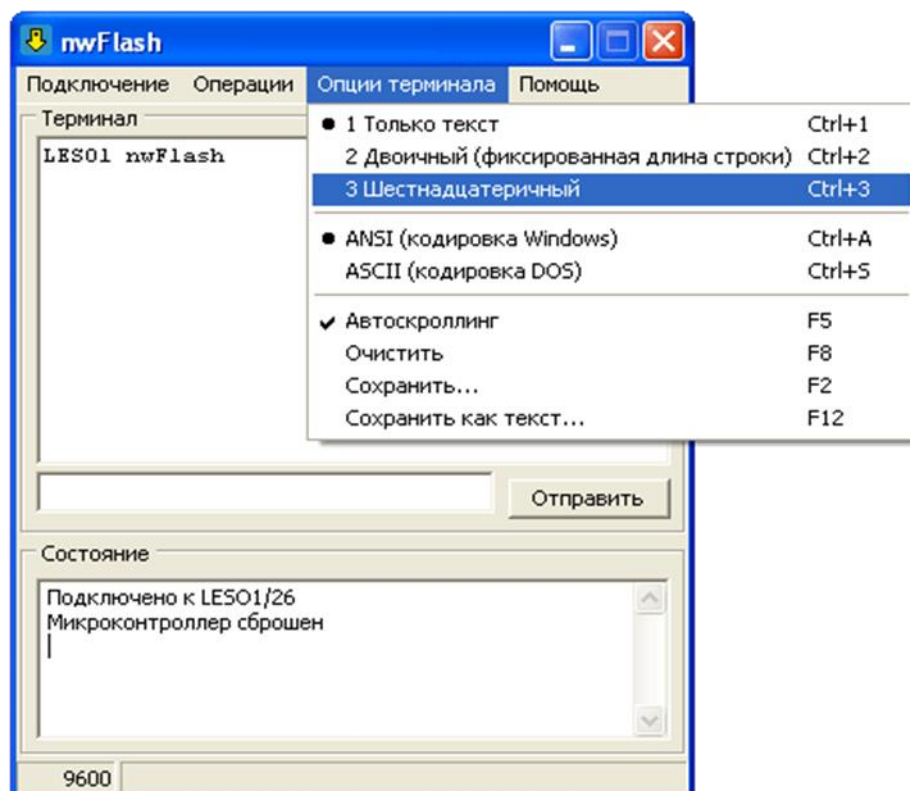 nwFlash
Подключение Операции Опции терминала Помощь
Терминал
LESO1 nwFlash
1 Только текст Ctrl+1
2 Двоичный (фиксированная длина строки) Ctrl+2
3 Шестнадцатеричный Ctrl+3
ANSI (кодировка Windows) Ctrl+A
ASCII (кодировка DOS) Ctrl+S
Автоскроллинг F5
Очистить F8
Сохранить... F2
Сохранить как текст... F12
Отправить
Состояние
Подключено к LESO1/26
Микроконтроллер сброшен
9600